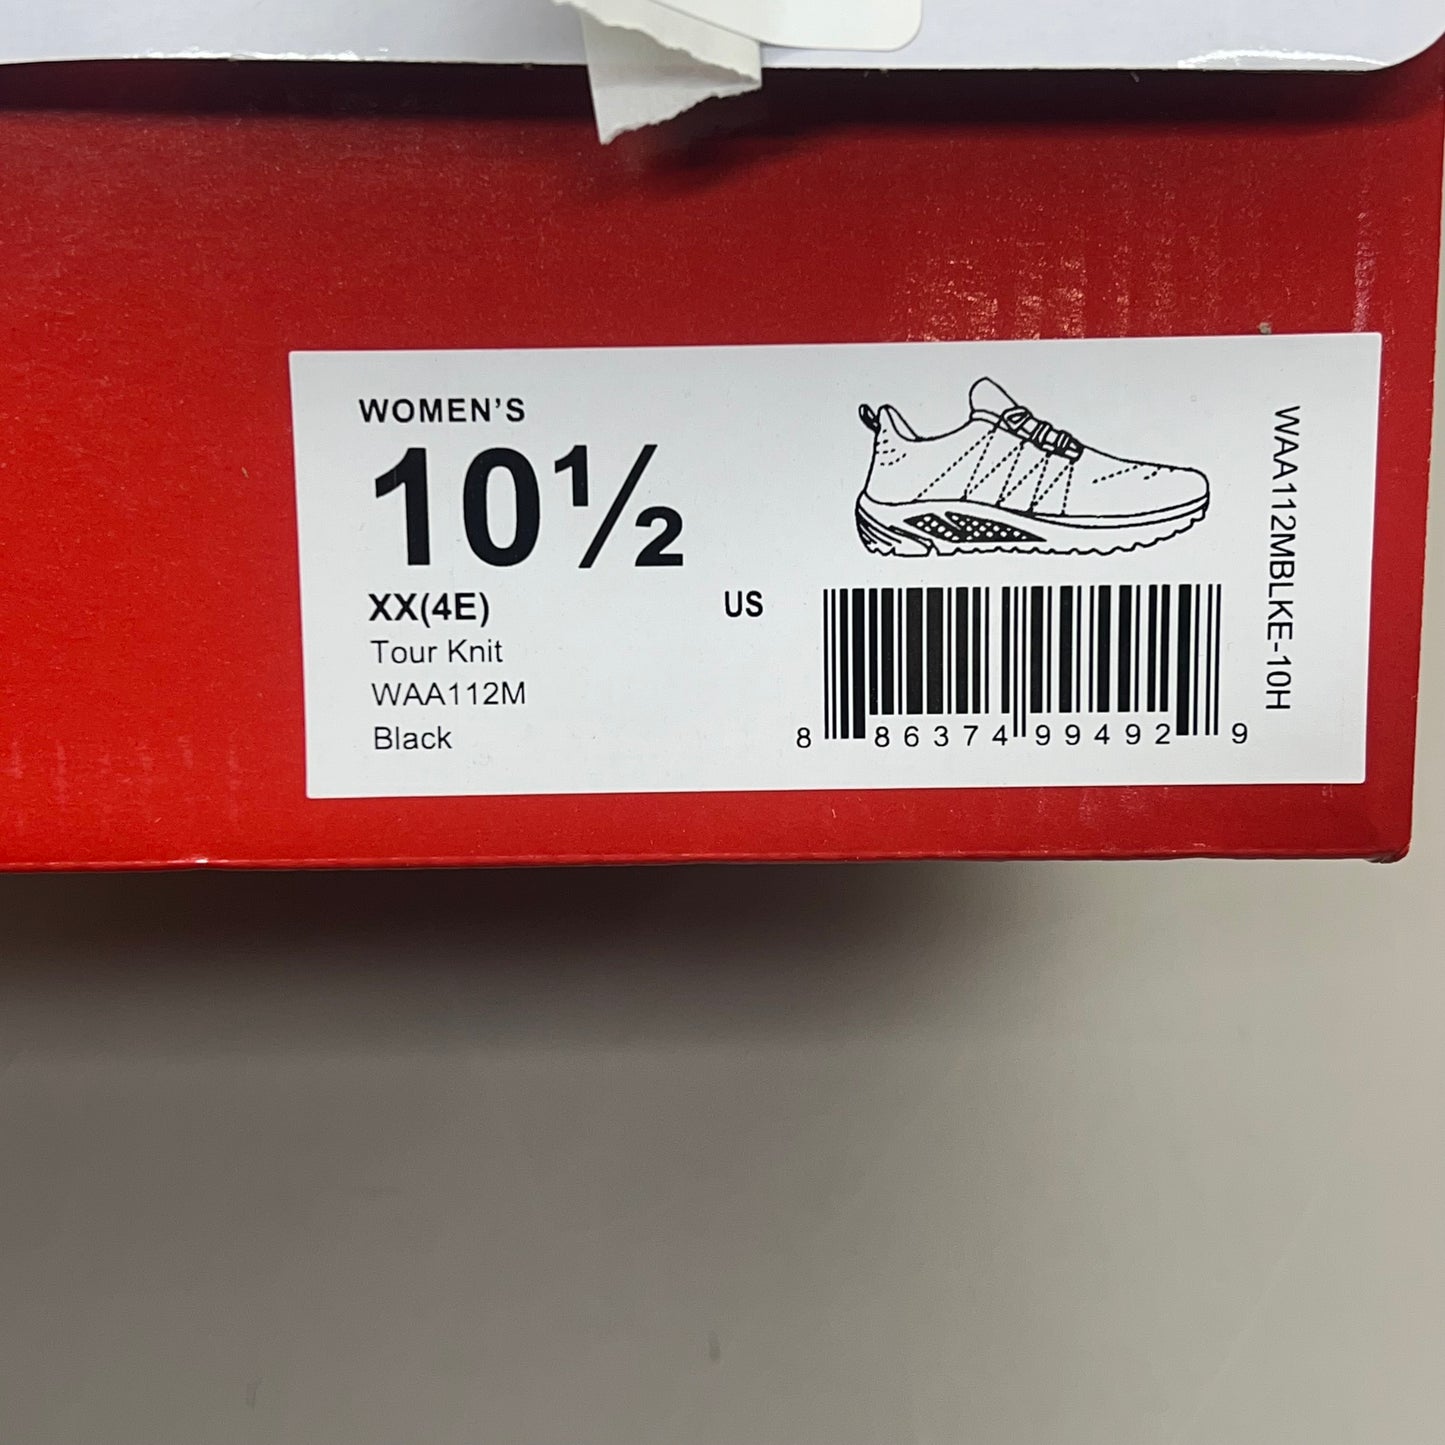 WOMEN'S
10½
XX(4E)
US
Tour Knit
WAA112M
Black
8 86374 99492 9
WAA112MBLKE-10H